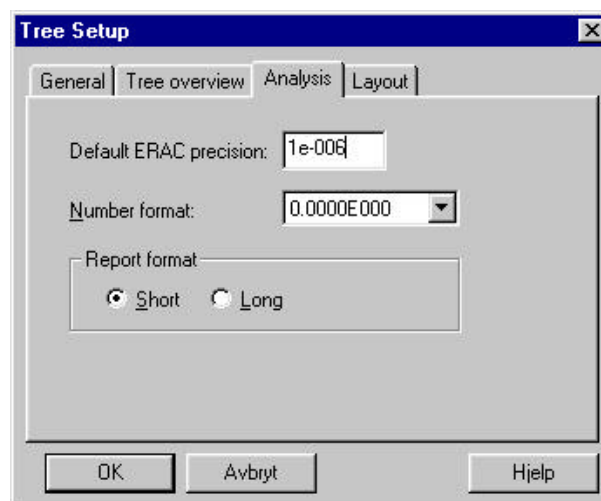 Tree Setup
General Tree overview Analysis Layout
Default ERAC precision: 1e-006
Number format: 0.0000E000
Report format
Short Long
OK Avbryt Hjelp